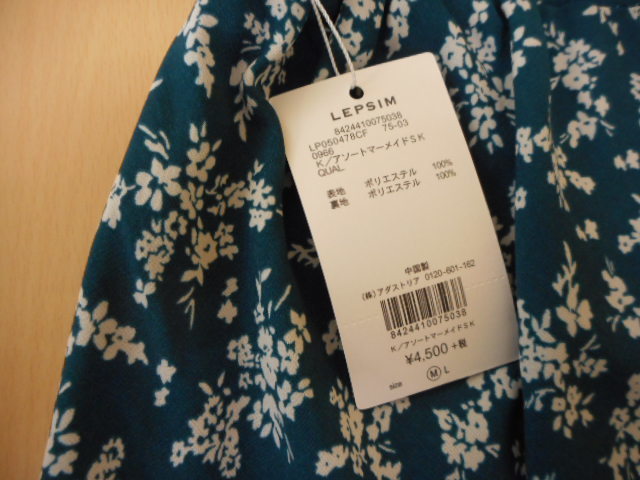 LEPSIM
8424410075038
LP050478CF 75-03
0966
K／アソートマーメイドSK
QUAL
表地 ポリエステル 100%
裏地 ポリエステル 100%
中国製
(株)アダストリア 0120-601-162
8424410075038
K／アソートマーメイドSK
¥4,500 +税
size M L